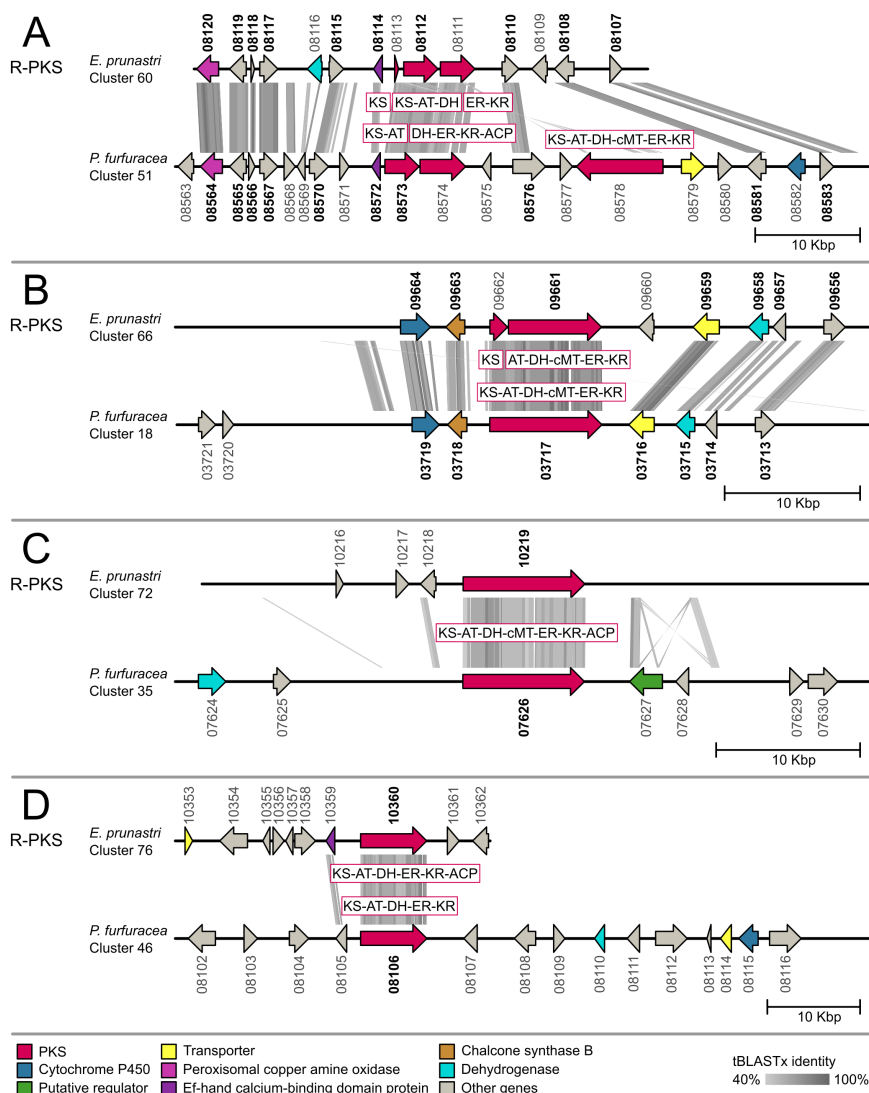 A
R-PKS
E. prunastri
Cluster 60
08120 08119 08118 08117 08116 08115 08114 08113 08112 08111 08110 08109 08108 08107
KS KS-AT-DH ER-KR
KS-AT DH-ER-KR-ACP
KS-AT-DH-cMT-ER-KR
P. furfuracea
Cluster 51
08563 08564 08565 08566 08567 08568 08569 08570 08571 08572 08573 08574 08575 08576 08577 08578 08579 08580 08581 08582 08583
10 Kbp
B
R-PKS
E. prunastri
Cluster 66
09664 09663 09662 09661 09660 09659 09658 09657 09656
KS AT-DH-cMT-ER-KR
KS-AT-DH-cMT-ER-KR
P. furfuracea
Cluster 18
03721 03720 03719 03718 03717 03716 03715 03714 03713
10 Kbp
C
R-PKS
E. prunastri
Cluster 72
10216 10217 10218 10219
KS-AT-DH-cMT-ER-KR-ACP
P. furfuracea
Cluster 35
07624 07625 07626 07627 07628 07629 07630
10 Kbp
D
R-PKS
E. prunastri
Cluster 76
10353 10354 10355 10356 10357 10358 10359 10360 10361 10362
KS-AT-DH-ER-KR-ACP
KS-AT-DH-ER-KR
P. furfuracea
Cluster 46
08102 08103 08104 08105 08106 08107 08108 08109 08110 08111 08112 08113 08114 08115 08116
10 Kbp
PKS Transporter Chalcone synthase B
Cytochrome P450 Peroxisomal copper amine oxidase Dehydrogenase
Putative regulator Ef-hand calcium-binding domain protein Other genes
tBLASTx identity
40% 100%